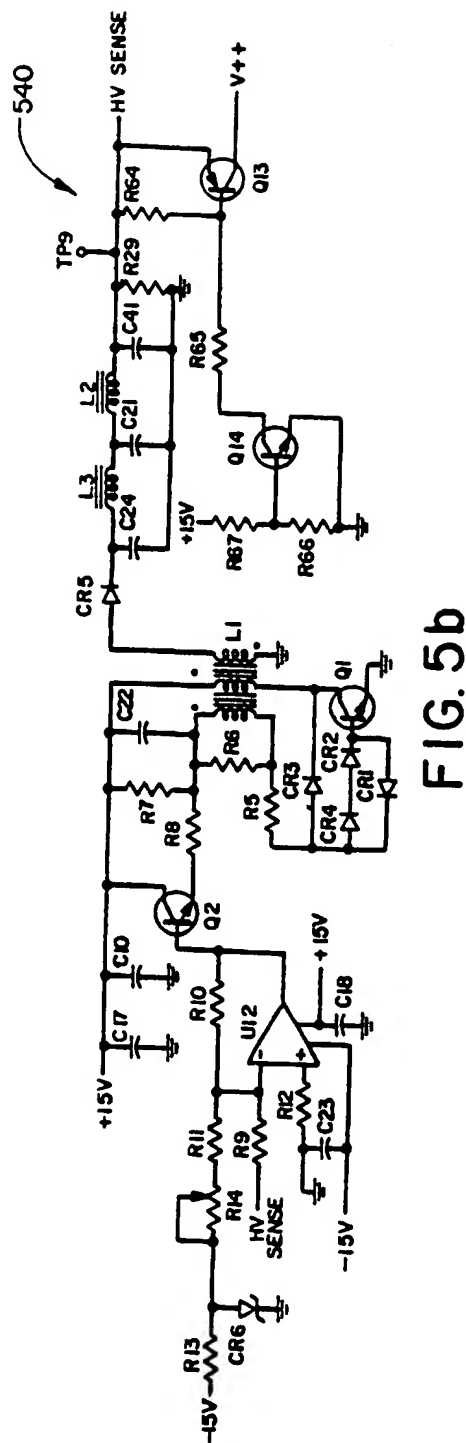 540
TP9
HV SENSE
L3
L2
CR5
C24
C21
C41
R29
R64
+15V
R67
R66
Q14
R65
Q13
V++
+15V
C17
C10
Q2
R7
R8
C22
L1
R6
R5
CR3
CR4
CR2
CR1
Q1
-15V
R13
CR6
R14
R11
R10
HV
SENSE
R9
R12
U12
-
+
C23
-15V
+15V
C18
FIG. 5b